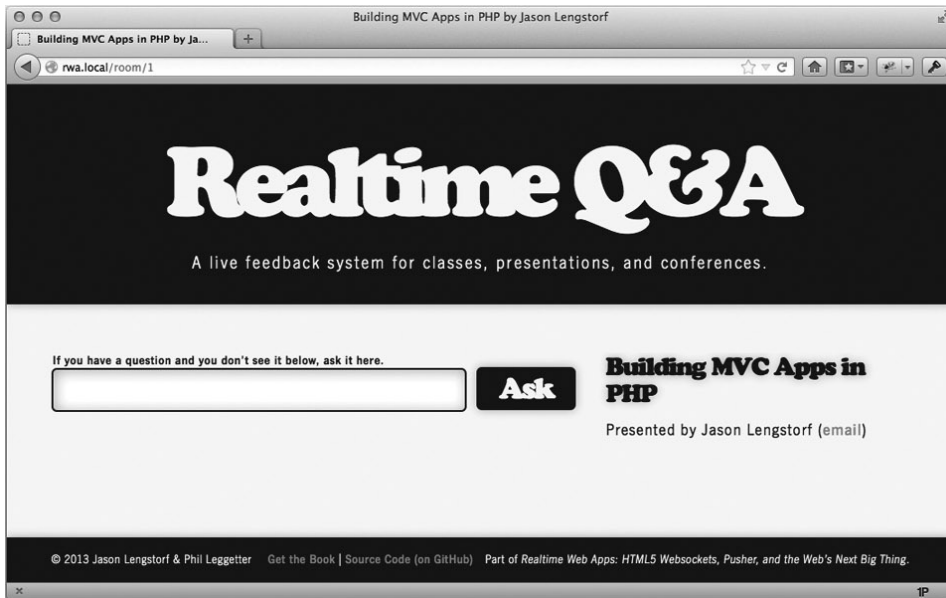 Building MVC Apps in PHP by Jason Lengstorf
Building MVC Apps in PHP by Ja...
rwa.local/room/1
Realtime Q&A
A live feedback system for classes, presentations, and conferences.
If you have a question and you don't see it below, ask it here.
Ask
Building MVC Apps in
PHP
Presented by Jason Lengstorf (email)
© 2013 Jason Lengstorf & Phil Leggetter Get the Book | Source Code (on GitHub) Part of Realtime Web Apps: HTML5 Websockets, Pusher, and the Web's Next Big Thing.
1P